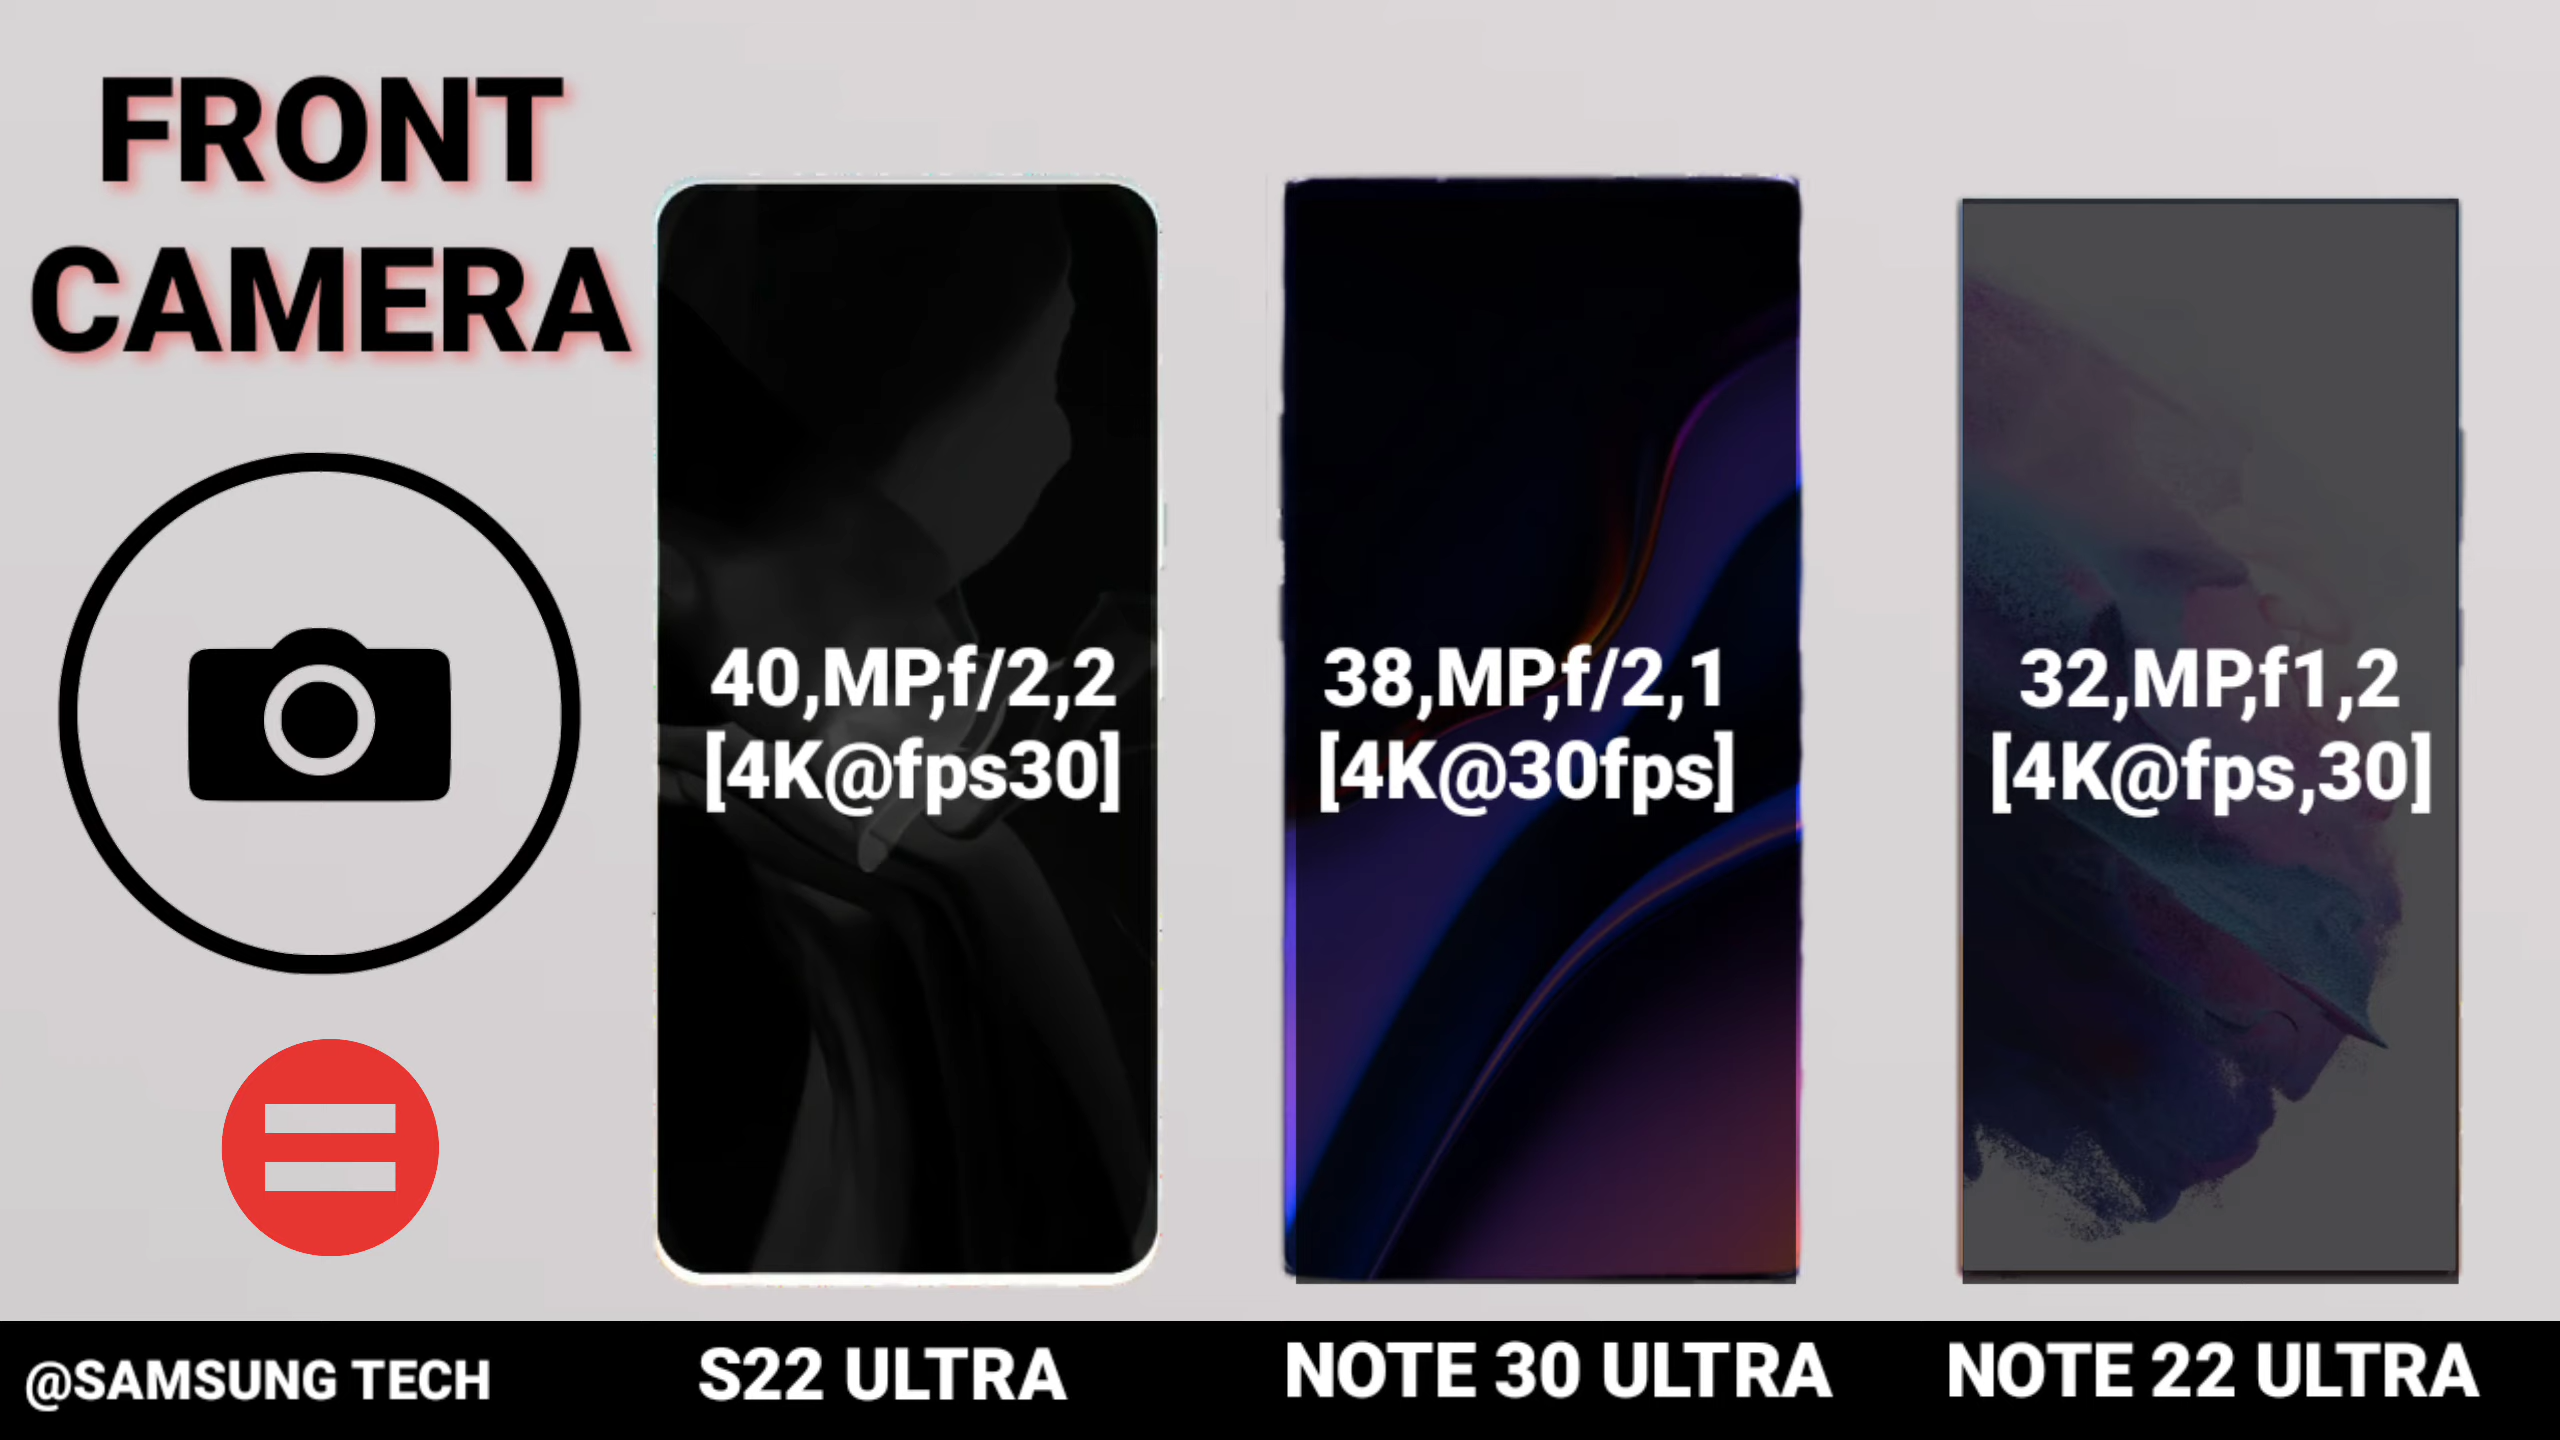 FRONT
CAMERA
40,MP,f/2,2
[4K@fps30]
38,MP,f/2,1
[4K@30fps]
32,MP,f1,2
[4K@fps,30]
@SAMSUNG TECH
S22 ULTRA
NOTE 30 ULTRA
NOTE 22 ULTRA